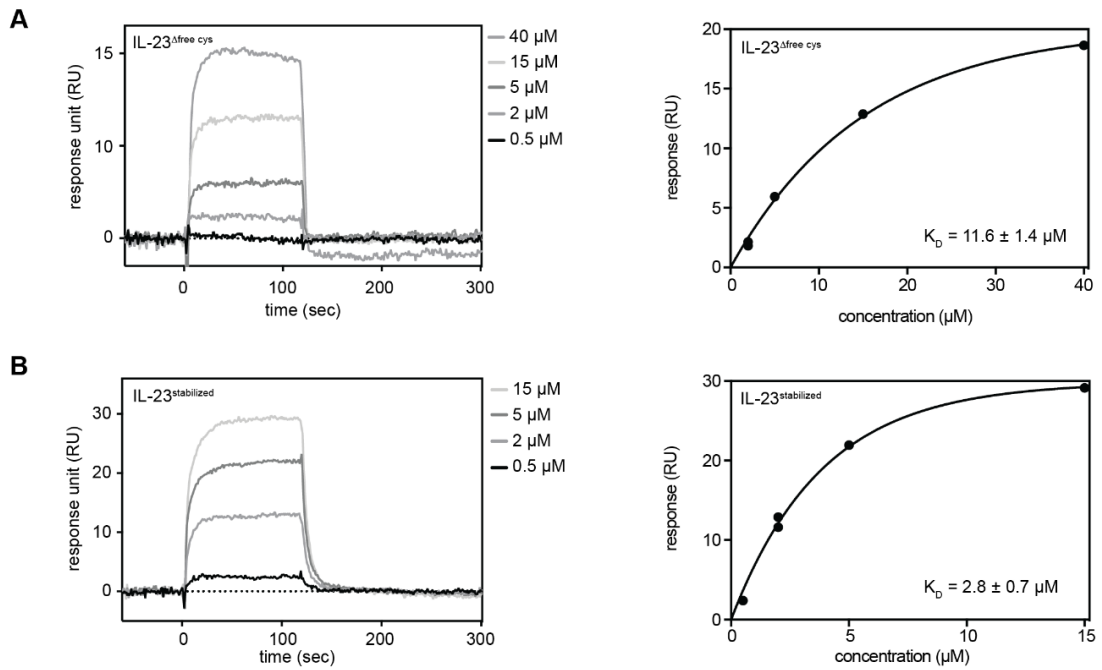 A
IL-23Δfree cys
response unit (RU)
15
10
0
0
100
200
300
time (sec)
40 µM
15 µM
5 µM
2 µM
0.5 µM
IL-23Δfree cys
response (RU)
20
15
10
5
0
0
10
20
30
40
concentration (µM)
KD = 11.6 ± 1.4 µM
B
IL-23stabilized
response unit (RU)
30
20
10
0
0
100
200
300
time (sec)
15 µM
5 µM
2 µM
0.5 µM
IL-23stabilized
response (RU)
30
20
10
0
0
5
10
15
concentration (µM)
KD = 2.8 ± 0.7 µM